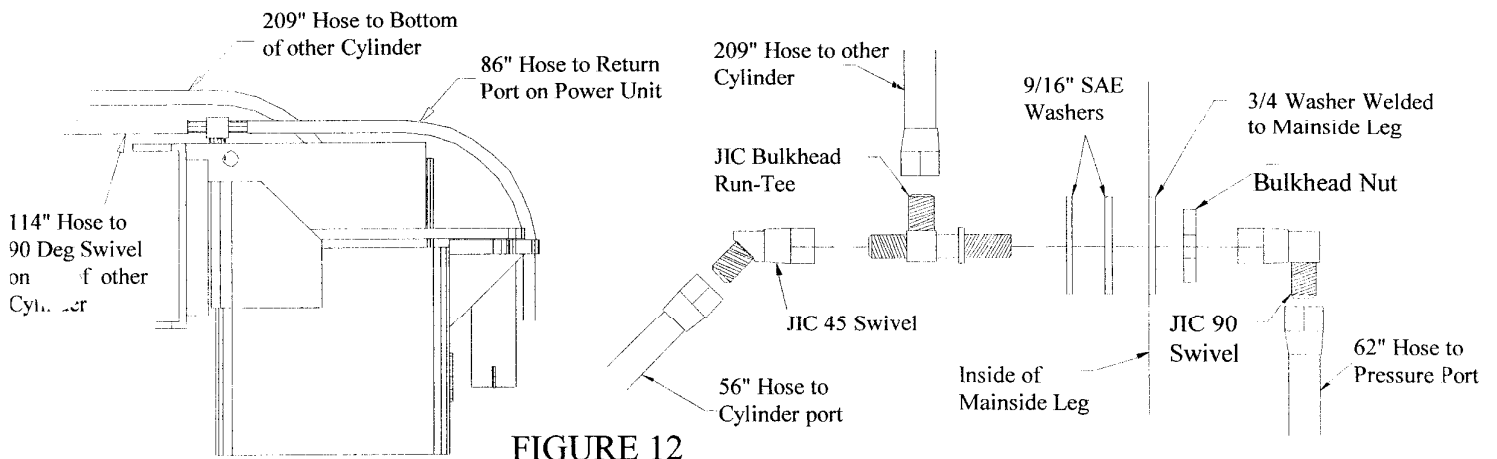 209" Hose to Bottom
of other Cylinder
86" Hose to Return
Port on Power Unit
114" Hose to
90 Deg Swivel
on other
209" Hose to other
Cylinder
JIC Bulkhead
Run-Tee
9/16" SAE
Washers
3/4 Washer Welded
to Mainside Leg
Bulkhead Nut
JIC 45 Swivel
56" Hose to
Cylinder port
Inside of
Mainside Leg
JIC 90
Swivel
62" Hose to
Pressure Port
FIGURE 12